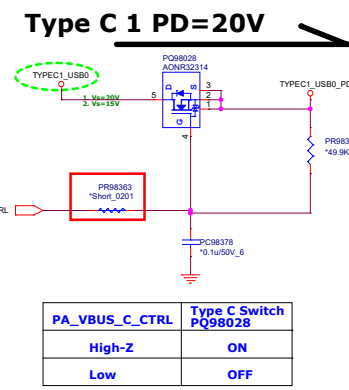 Type C 1 PD=20V
PQ98028
AONR32314
TYPEC1_USB0
TYPEC1_USB0_PD
1. Vs=20V
2. Vs=15V
5
D
S
3
2
1
G
4
PR983
*49.9K
PR98363
*Short_0201
RL
PC98378
*0.1u/50V_6
PA_VBUS_C_CTRL
Type C Switch
PQ98028
High-Z
ON
Low
OFF